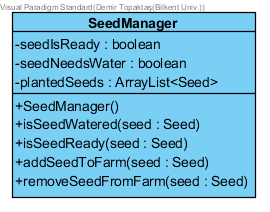 Visual Paradigm Standard(Demir Topaktaş(Bilkent Univ.))
SeedManager
-seedIsReady : boolean
-seedNeedsWater : boolean
-plantedSeeds : ArrayList<Seed>
+SeedManager()
+isSeedWatered(seed : Seed)
+isSeedReady(seed : Seed)
+addSeedToFarm(seed : Seed)
+removeSeedFromFarm(seed : Seed)